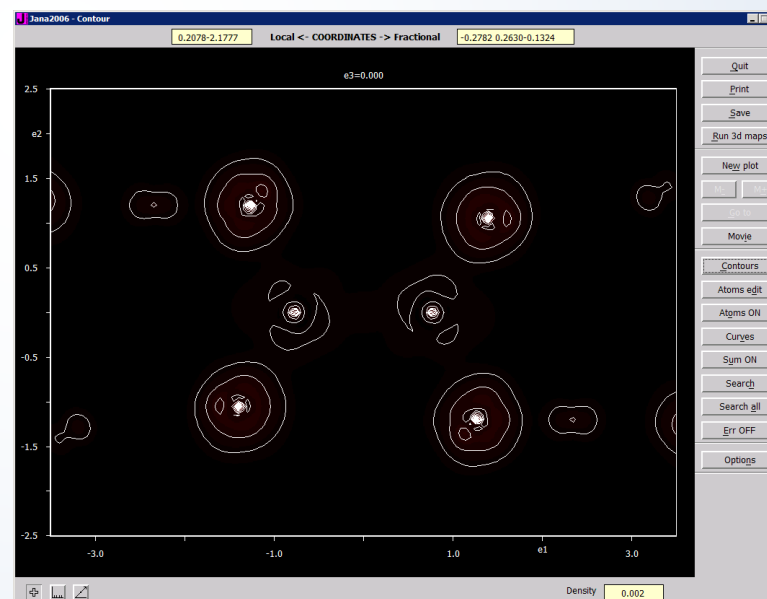 Jana2006 - Contour
0.2078-2.1777 Local <- COORDINATES -> Fractional -0.2782 0.2630-0.1324
e3=0.000
2.5
e2
1.5
0.5
-0.5
-1.5
-2.5
-3.0 -1.0 1.0 e1 3.0
Quit
Print
Save
Run 3d maps
New plot
M- M+
Go to
Movie
Contours
Atoms edit
Atoms ON
Curves
Sum ON
Search
Search all
Err OFF
Options
Density 0.002